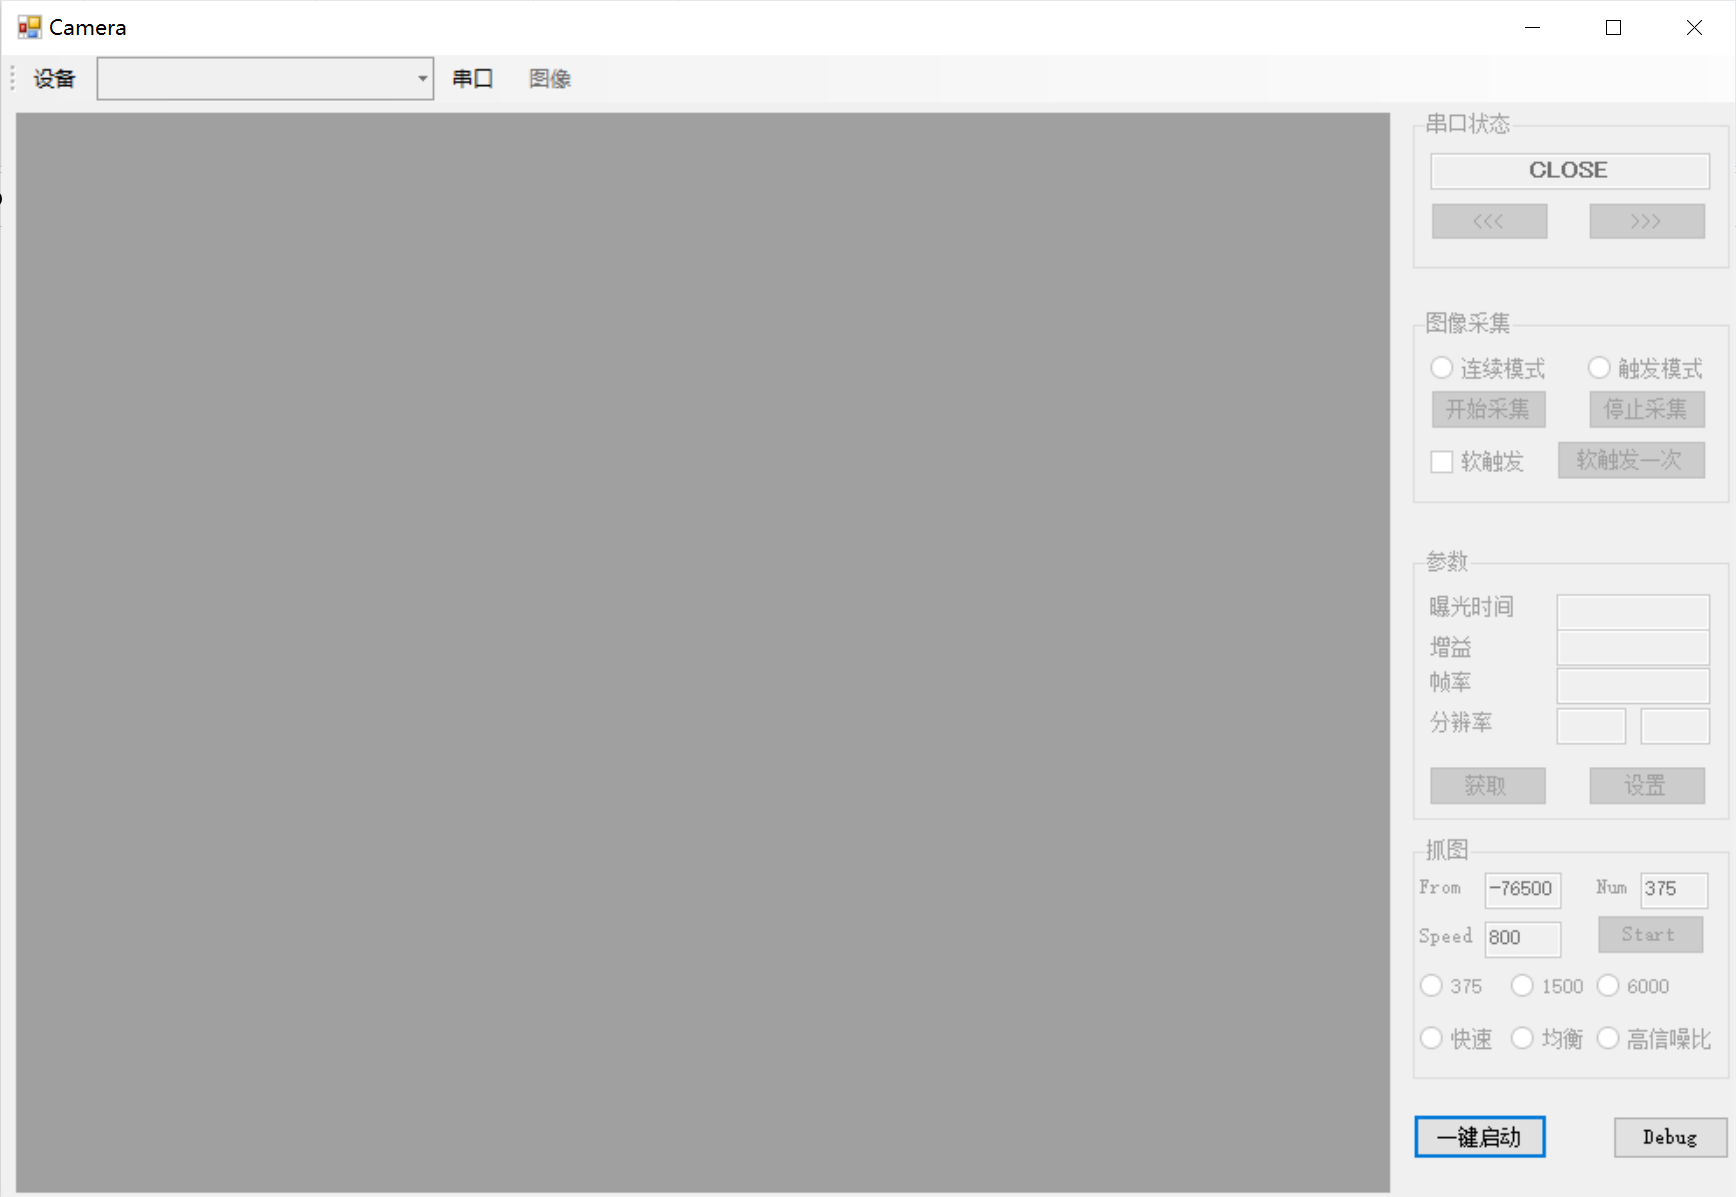 Camera
设备 串口 图像
串口状态
CLOSE
<<< >>>
图像采集
连续模式 触发模式
开始采集 停止采集
软触发 软触发一次
参数
曝光时间
增益
帧率
分辨率
获取 设置
抓图
From -76500 Num 375
Speed 800 Start
375 1500 6000
快速 均衡 高信噪比
一键启动 Debug